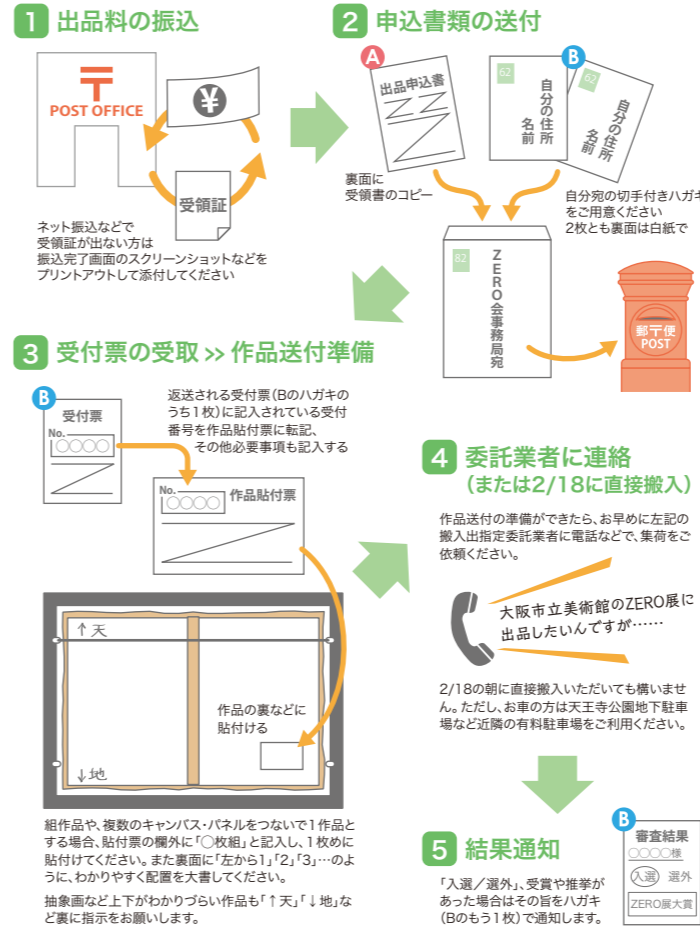 1 出品料の振込
〒
POST OFFICE
¥
受領証
ネット振込などで
受領証が出ない方は
振込完了画面のスクリーンショットなどを
プリントアウトして添付してください
2 申込書類の送付
A
出品申込書
裏面に
受領書のコピー
B
62
自分の住所
名前
62
自分の住所
名前
自分宛の切手付きハガキ
をご用意ください
2枚とも裏面は白紙で
82
ZERO会事務局宛
郵〒便
POST
3 受付票の受取 >> 作品送付準備
B
受付票
No.
○○○○
返送される受付票(Bのハガキの
うち1枚)に記入されている受付
番号を作品貼付票に転記、
その他必要事項も記入する
No.
○○○○
作品貼付票
↑天
作品の裏などに
貼付ける
↓地
組作品や、複数のキャンバス・パネルをつないで1作品と
する場合、貼付票の欄外に「○枚組」と記入し、1枚めに
貼付けてください。また裏面に「左から1」「2」「3」…のよ
うに、わかりやすく配置を大書してください。
抽象画など上下がわかりづらい作品も「↑天」「↓地」な
ど裏に指示をお願いします。
4 委託業者に連絡
(または2/18に直接搬入)
作品送付の準備ができたら、お早めに左記の
搬入出指定委託業者に電話などで、集荷をご
依頼ください。
大阪市立美術館のZERO展に
出品したいんですが……
2/18の朝に直接搬入いただいても構いませ
ん。ただし、お車の方は天王寺公園地下駐車
場など近隣の有料駐車場をご利用ください。
5 結果通知
「入選/選外」、受賞や推挙が
あった場合はその旨をハガキ
(Bのもう1枚)で通知します。
B
審査結果
○○○○様
入選 選外
ZERO展大賞